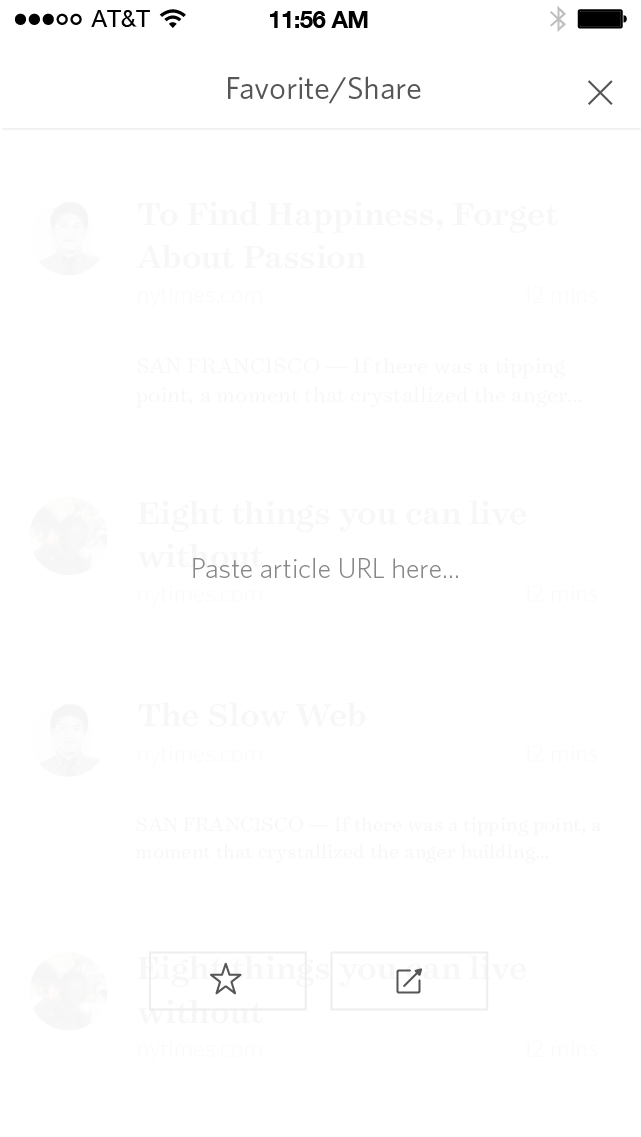 AT&T 11:56 AM
Favorite/Share
To Find Happiness, Forget
About Passion
nytimes.com 12 mins
SAN FRANCISCO — If there was a tipping
point, a moment that crystallized the anger...
Eight things you can live
without
Paste article URL here...
nytimes.com 12 mins
The Slow Web
nytimes.com 12 mins
SAN FRANCISCO — If there was a tipping point, a
moment that crystallized the anger building...
Eight things you can live
without
nytimes.com 12 mins